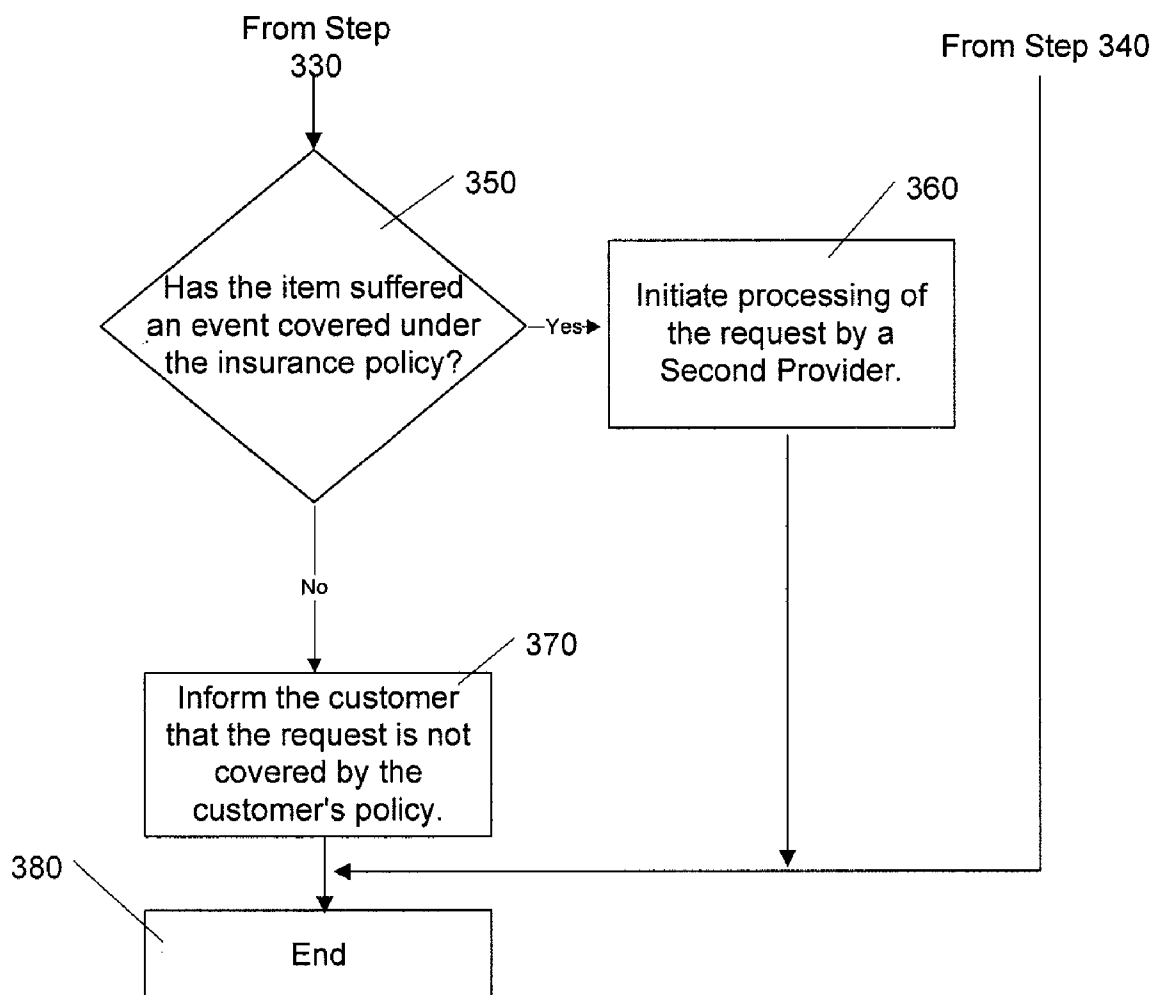 From Step
330
From Step 340
350
360
Has the item suffered
an event covered under
the insurance policy?
Yes
Initiate processing of
the request by a
Second Provider.
No
370
Inform the customer
that the request is not
covered by the
customer's policy.
380
End